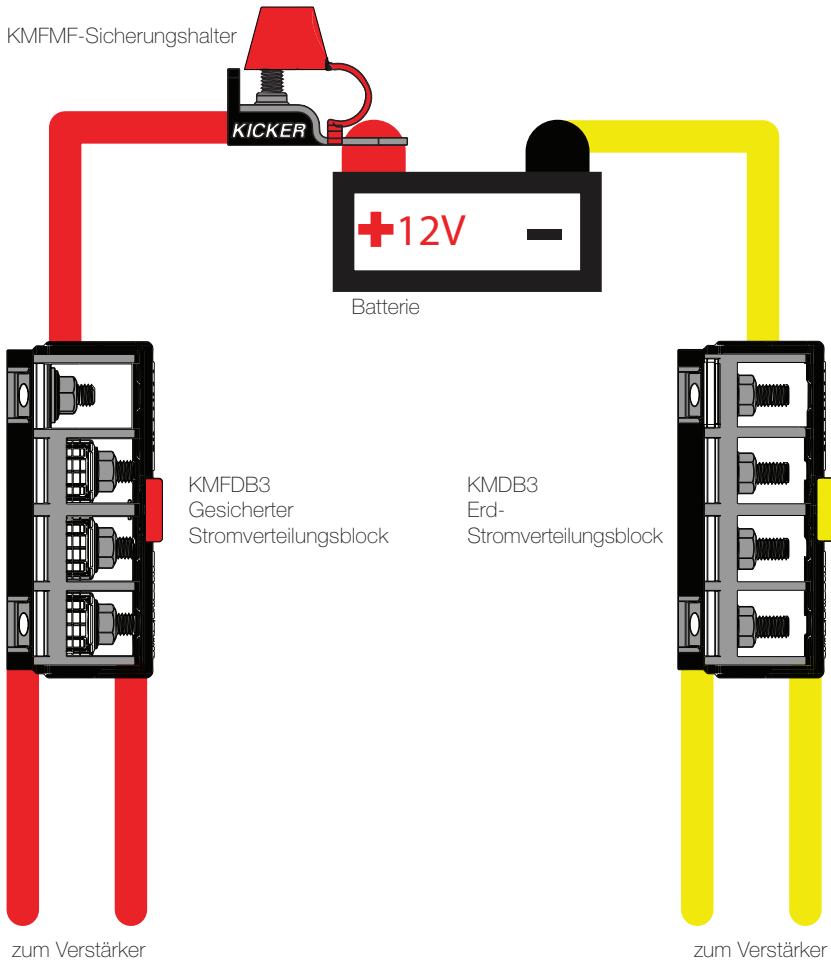 KMFMF-Sicherungshalter
KICKER
+12V –
Batterie
KMFDB3
Gesicherter
Stromverteilungsblock
KMDB3
Erd-
Stromverteilungsblock
zum Verstärker
zum Verstärker